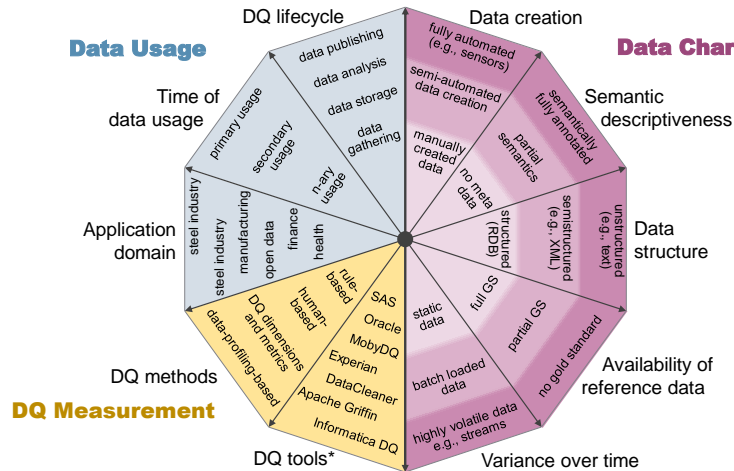 DQ lifecycle
Data creation
Data Usage
Data Char
Time of
data usage
Semantic
descriptiveness
Application
domain
Data
structure
DQ methods
Availability of
reference data
DQ Measurement
DQ tools*
Variance over time
data publishing
data analysis
data storage
data
gathering
primary usage
secondary
usage
n-ary usage
steel industry
steel industry
manufacturing
open data
finance
health
rule-
based
human-
based
DQ dimensions
and metrics
data-profiling-based
SAS
Oracle
MobyDQ
Experian
DataCleaner
Apache Griffin
Informatica DQ
fully automated
(e.g., sensors)
semi-automated
data creation
manually
created
data
semantically
fully annotated
partial
semantics
no meta
data
unstructured
(e.g., text)
semistructured
(e.g., XML)
structured
(RDB)
full GS
partial GS
no gold standard
static
data
batch loaded
data
highly volatile data
e.g., streams